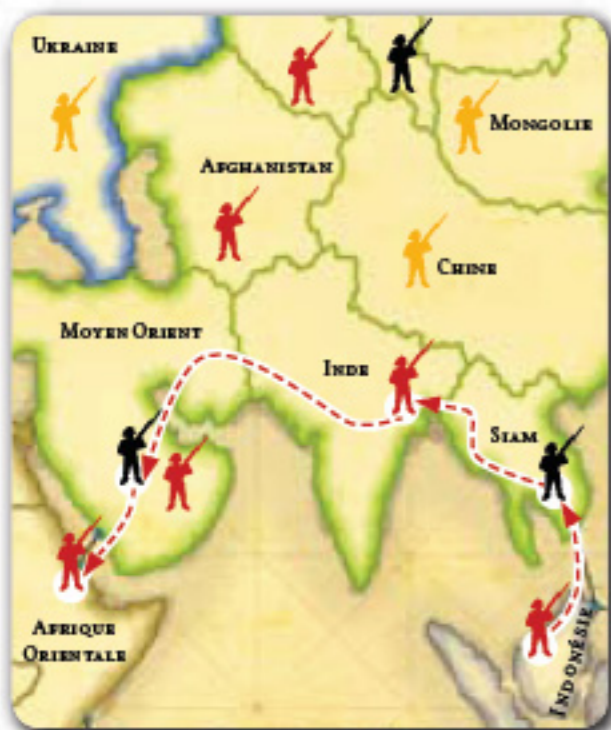 UKRAINE
MONGOLIE
AFGHANISTAN
CHINE
MOYEN ORIENT
INDE
SIAM
AFRIQUE
ORIENTALE
INDONÉSIE